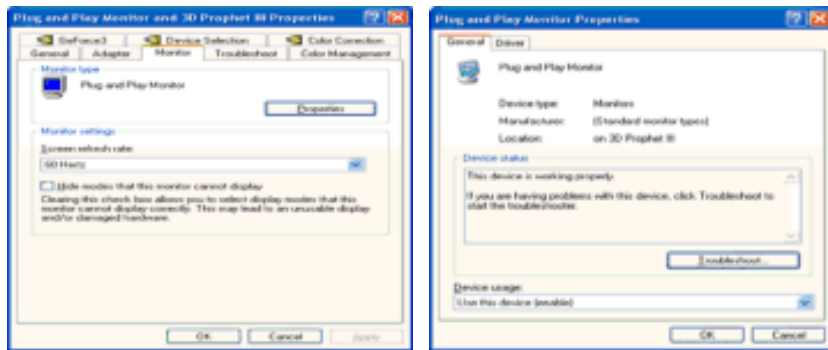 Plug and Play Monitor and 3D Prophet III Properties
GeForce3 Device Selection Color Correction
General Adapter Monitor Troubleshoot Color Management
Monitor type
Plug and Play Monitor
Properties
Monitor settings
Screen refresh rate:
60 Hertz
Hide modes that this monitor cannot display
Clearing this check box allows you to select display modes that this
monitor cannot display correctly. This may lead to an unusable display
and/or damaged hardware.
OK Cancel Apply
Plug and Play Monitor Properties
General Driver
Plug and Play Monitor
Device type: Monitors
Manufacturer: (Standard monitor types)
Location: on 3D Prophet III
Device status
This device is working properly.
If you are having problems with this device, click Troubleshoot to
start the troubleshooter.
Troubleshoot...
Device usage:
Use this device (enable)
OK Cancel